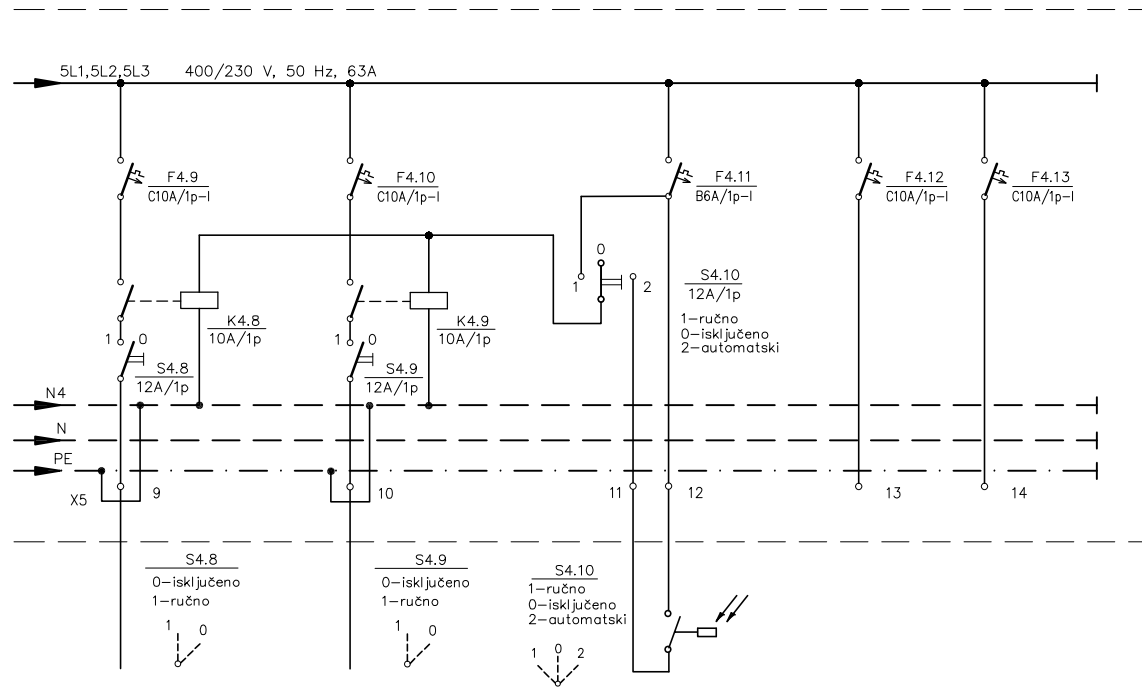 5L1,5L2,5L3 400/230 V, 50 Hz, 63A
F4.9
C10A/1p-I
F4.10
C10A/1p-I
F4.11
B6A/1p-I
F4.12
C10A/1p-I
F4.13
C10A/1p-I
0
1
2
S4.10
12A/1p
1-ručno
0-isključeno
2-automatski
K4.8
10A/1p
K4.9
10A/1p
1 0
S4.8
12A/1p
1 0
S4.9
12A/1p
N4
N
PE
X5
9
10
11
12
13
14
S4.8
0-isključeno
1-ručno
1 0
S4.9
0-isključeno
1-ručno
1 0
S4.10
1-ručno
0-isključeno
2-automatski
1 0 2